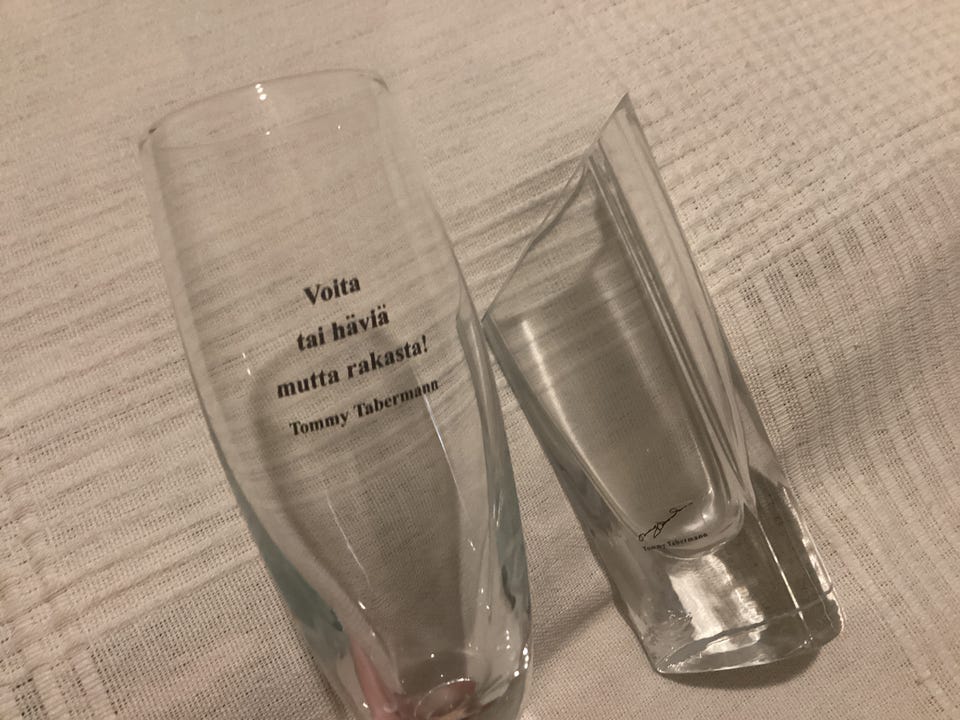 Voita
tai häviä
mutta rakasta!
Tommy Tabermann
Tommy Tabermann